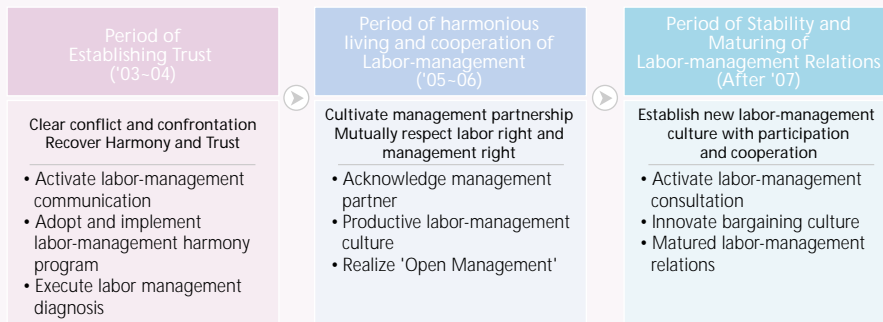 Period of
Establishing Trust
('03~04)
Clear conflict and confrontation
Recover Harmony and Trust
• Activate labor-management
communication
• Adopt and implement
labor-management harmony
program
• Execute labor management
diagnosis
Period of harmonious
living and cooperation of
Labor-management
('05~06)
Cultivate management partnership
Mutually respect labor right and
management right
• Acknowledge management
partner
• Productive labor-management
culture
• Realize 'Open Management'
Period of Stability and
Maturing of
Labor-management Relations
(After '07)
Establish new labor-management
culture with participation
and cooperation
• Activate labor-management
consultation
• Innovate bargaining culture
• Matured labor-management
relations